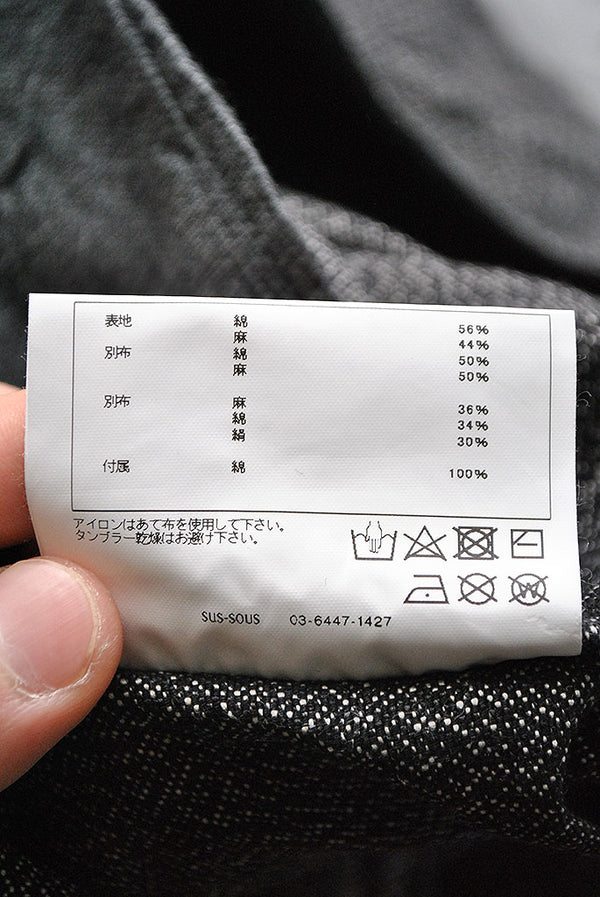 表地 綿 56%
麻 44%
別布 綿 50%
麻 50%
別布 麻 36%
綿 34%
絹 30%
付属 綿 100%
アイロンはあて布を使用して下さい。
タンブラー乾燥はお避け下さい。
W
sus-sous 03-6447-1427